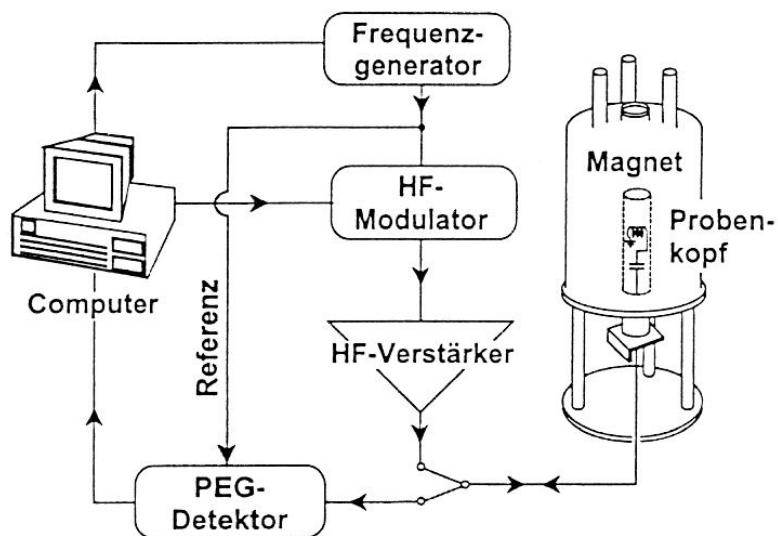 Frequenz-
generator
Magnet
HF-
Modulator
Proben-
kopf
Computer
Referenz
HF-Verstärker
PEG-
Detektor